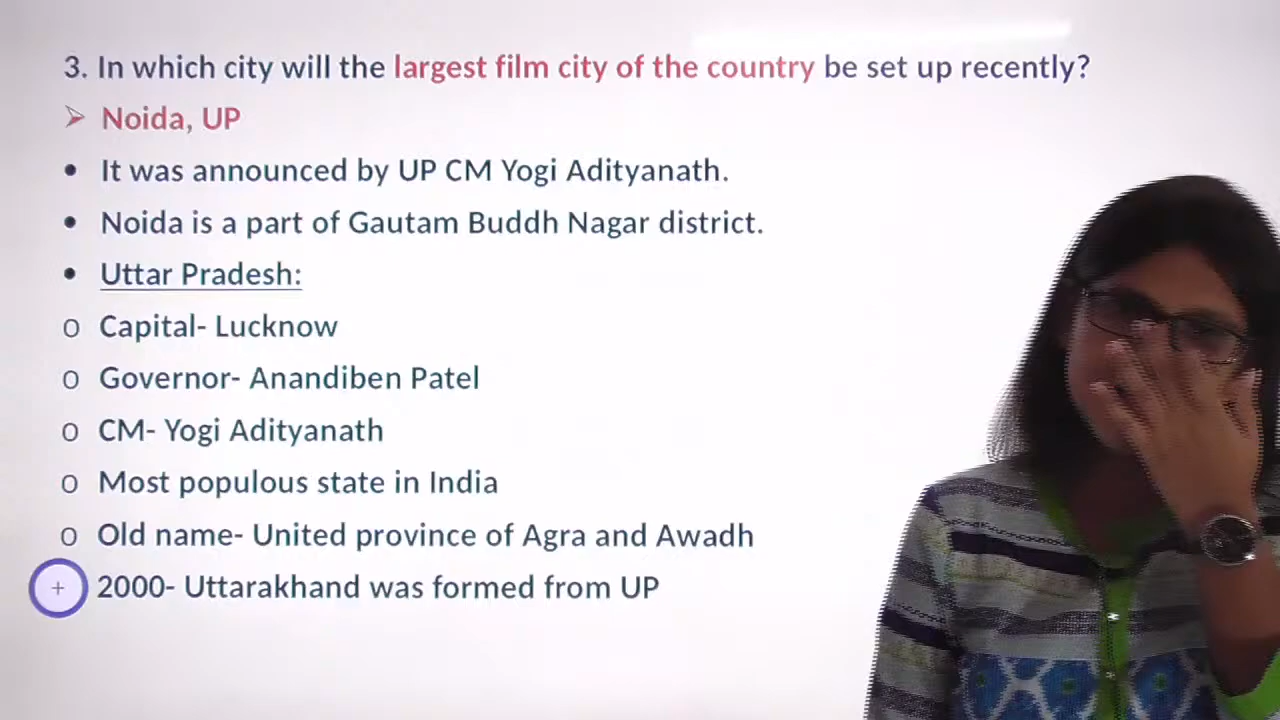 3. In which city will the largest film city of the country be set up recently?
➢ Noida, UP
• It was announced by UP CM Yogi Adityanath.
• Noida is a part of Gautam Buddh Nagar district.
• Uttar Pradesh:
o Capital- Lucknow
o Governor- Anandiben Patel
o CM- Yogi Adityanath
o Most populous state in India
o Old name- United province of Agra and Awadh
2000- Uttarakhand was formed from UP